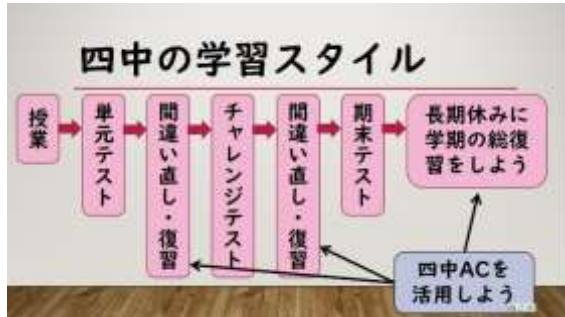 四中の学習スタイル
授業
単元テスト
間違い直し・復習
チャレンジテスト
間違い直し・復習
期末テスト
長期休みに
学期の総復
習をしよう
四中ACを
活用しよう